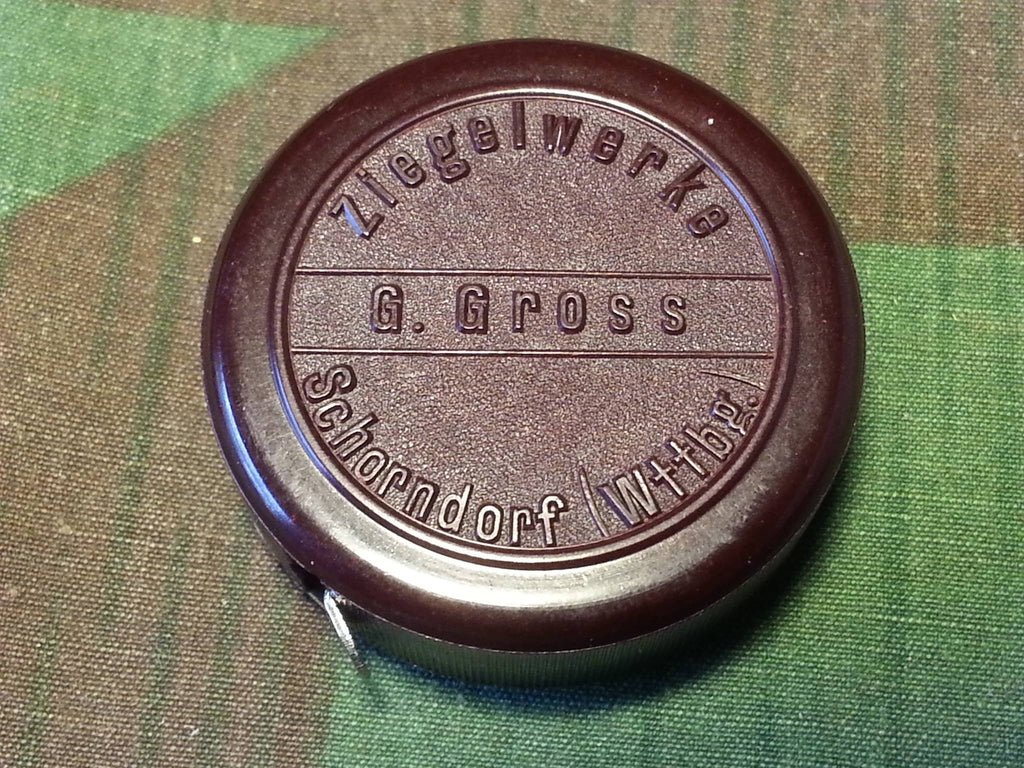 Ziegelwerke
G. Gross
Schorndorf (Wttbg.)